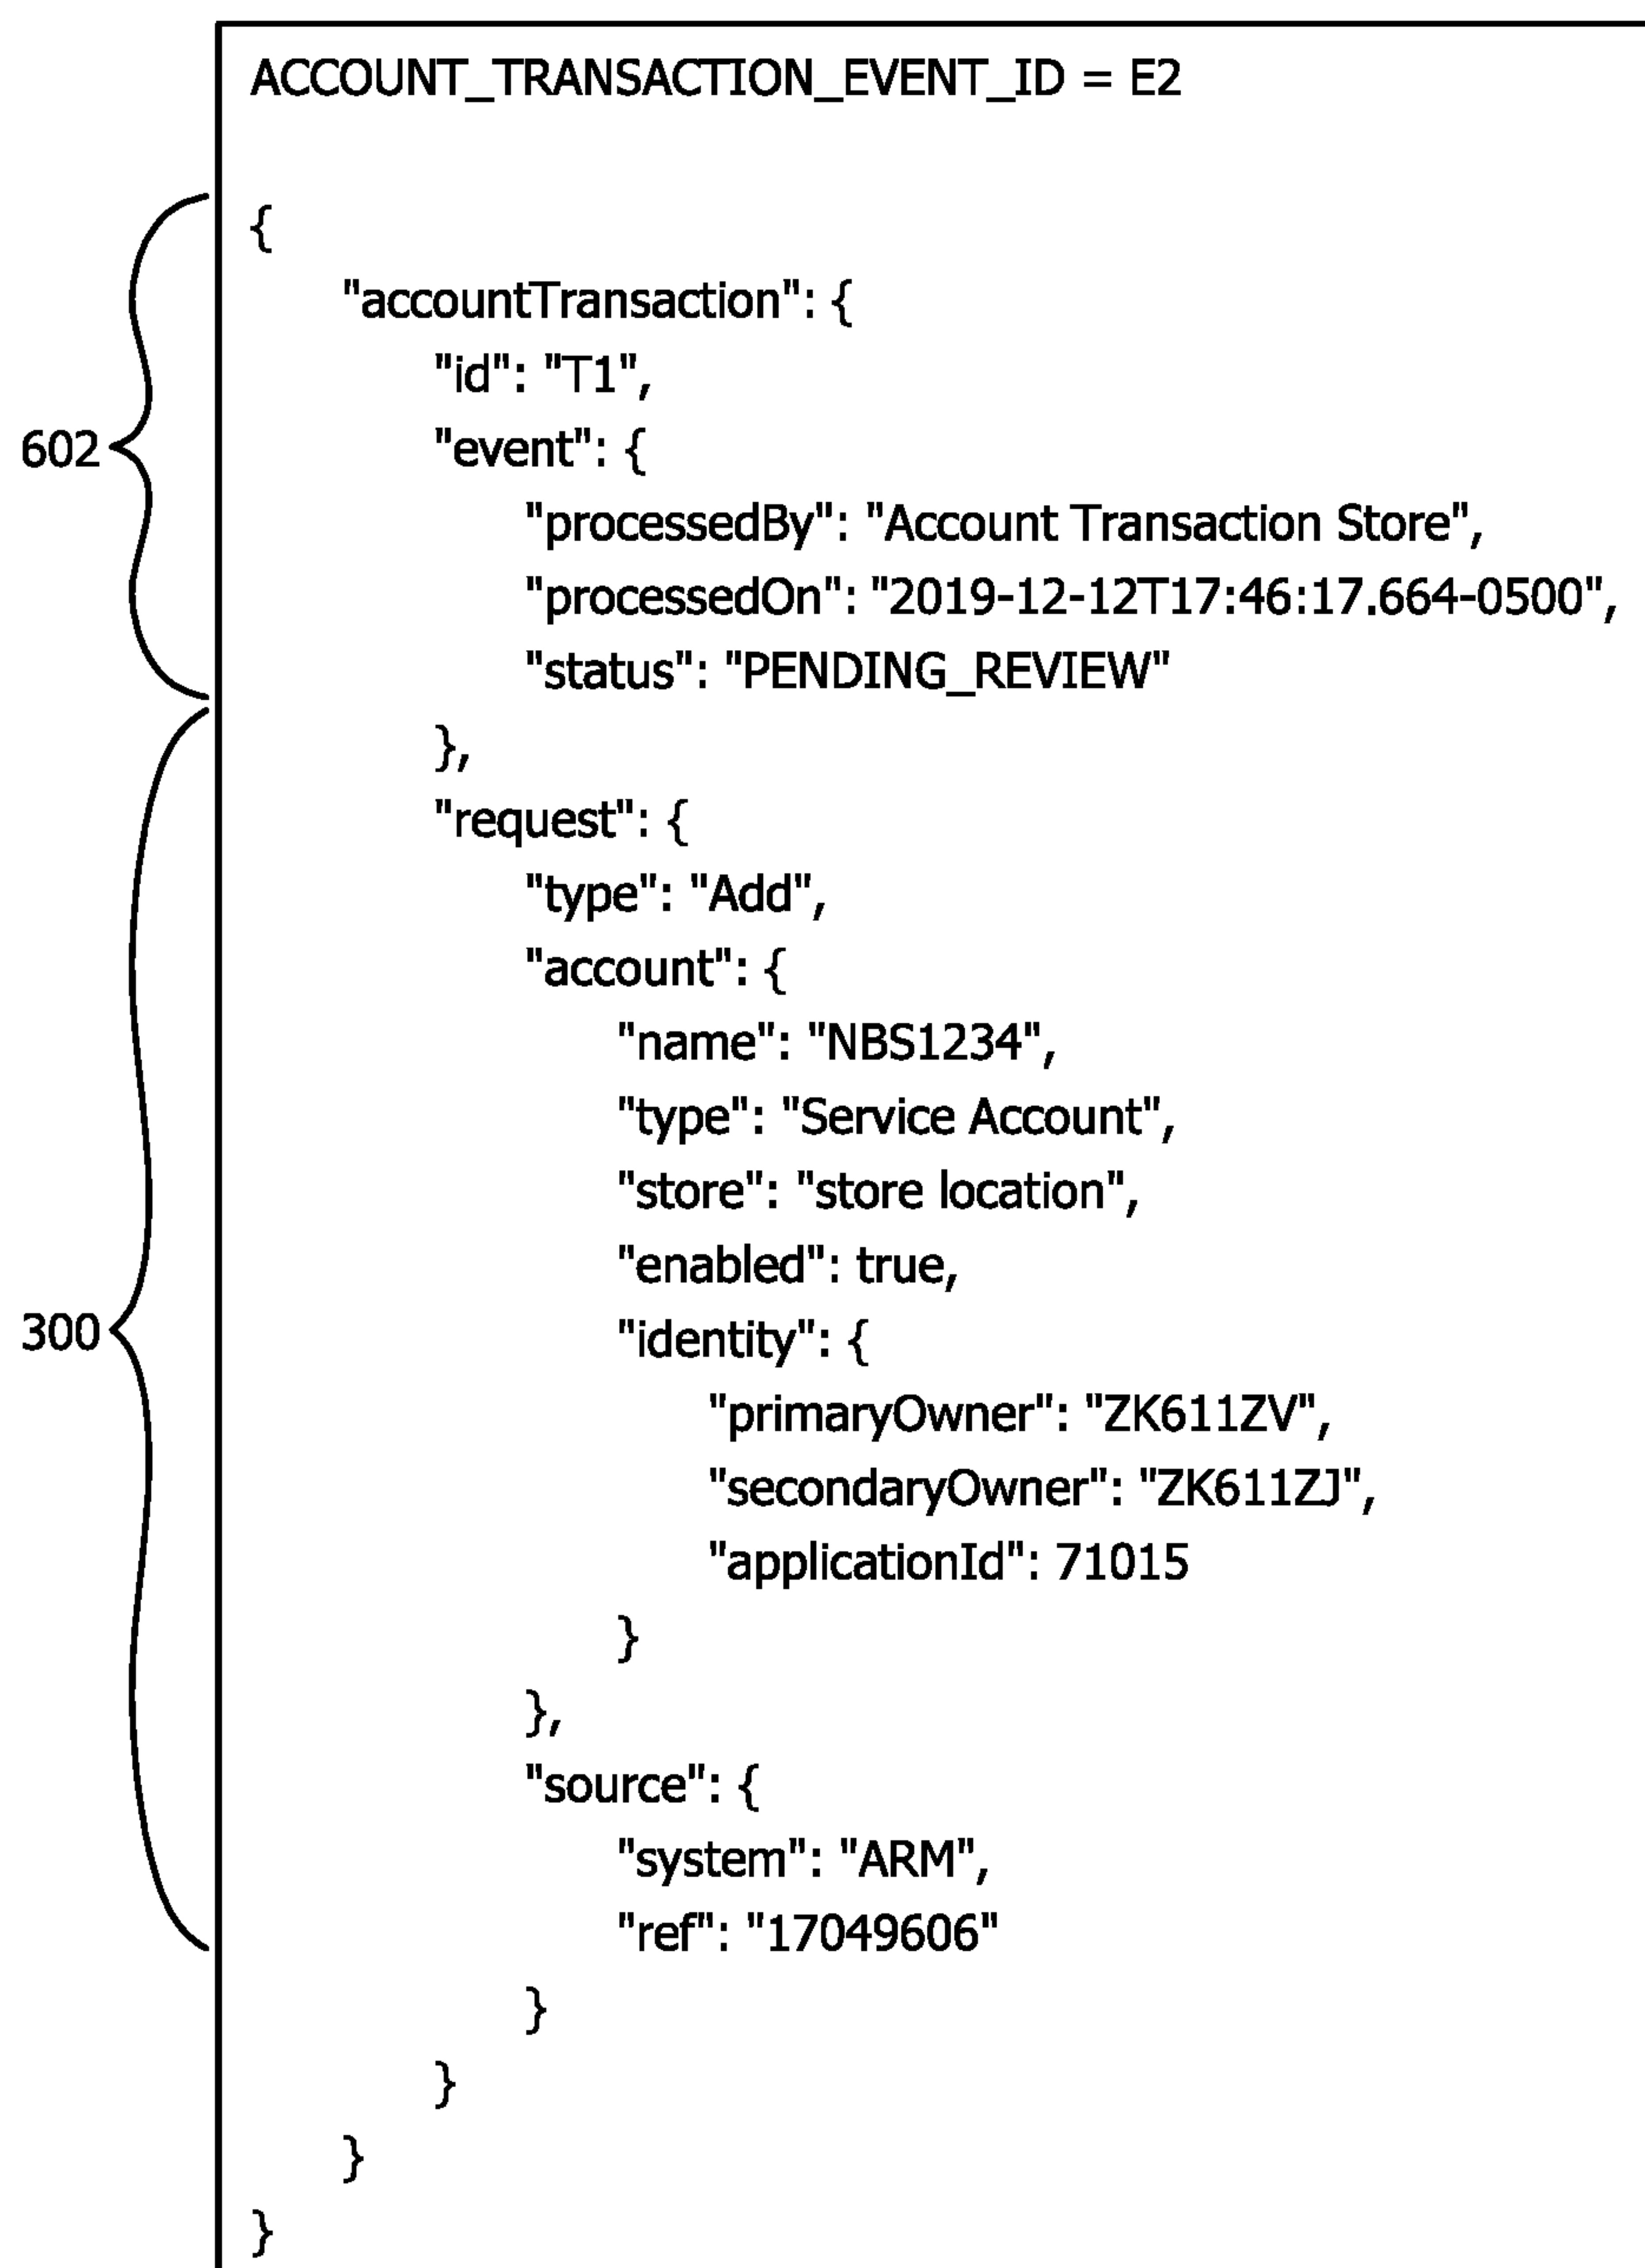 ACCOUNT_TRANSACTION_EVENT_ID = E2
{
"accountTransaction": {
"id": "T1",
"event": {
602
"processedBy": "Account Transaction Store",
"processedOn": "2019-12-12T17:46:17.664-0500",
"status": "PENDING_REVIEW"
},
"request": {
"type": "Add",
"account": {
"name": "NBS1234",
"type": "Service Account",
"store": "store location",
"enabled": true,
300
"identity": {
"primaryOwner": "ZK611ZV",
"secondaryOwner": "ZK611ZJ",
"applicationId": 71015
}
},
"source": {
"system": "ARM",
"ref": "17049606"
}
}
}
}